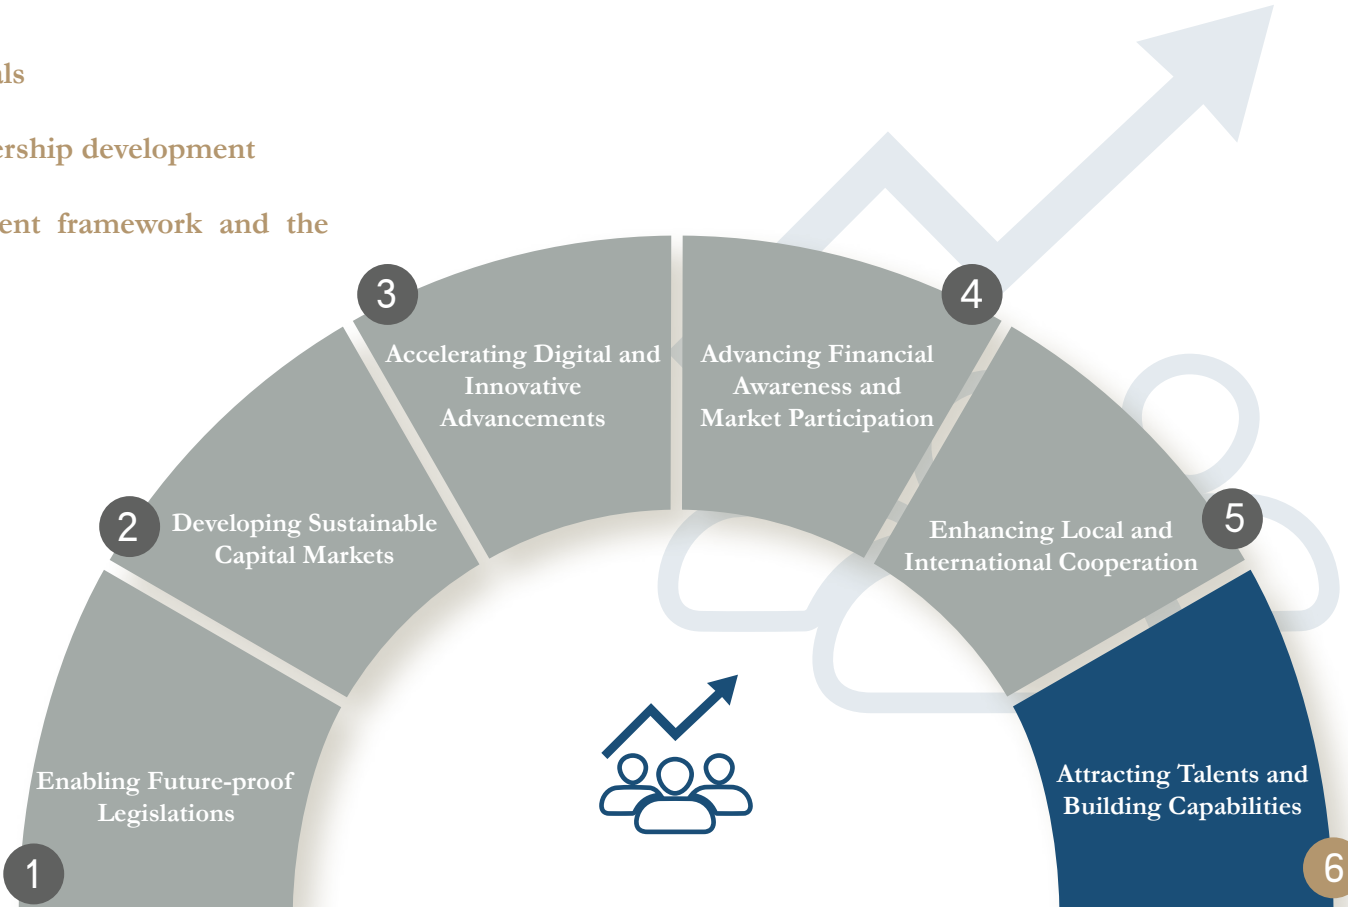 als
ership development
ent framework and the
3
4
Accelerating Digital and
Innovative
Advancements
Advancing Financial
Awareness and
Market Participation
2
Developing Sustainable
Capital Markets
5
Enhancing Local and
International Cooperation
Enabling Future-proof
Legislations
1
Attracting Talents and
Building Capabilities
6